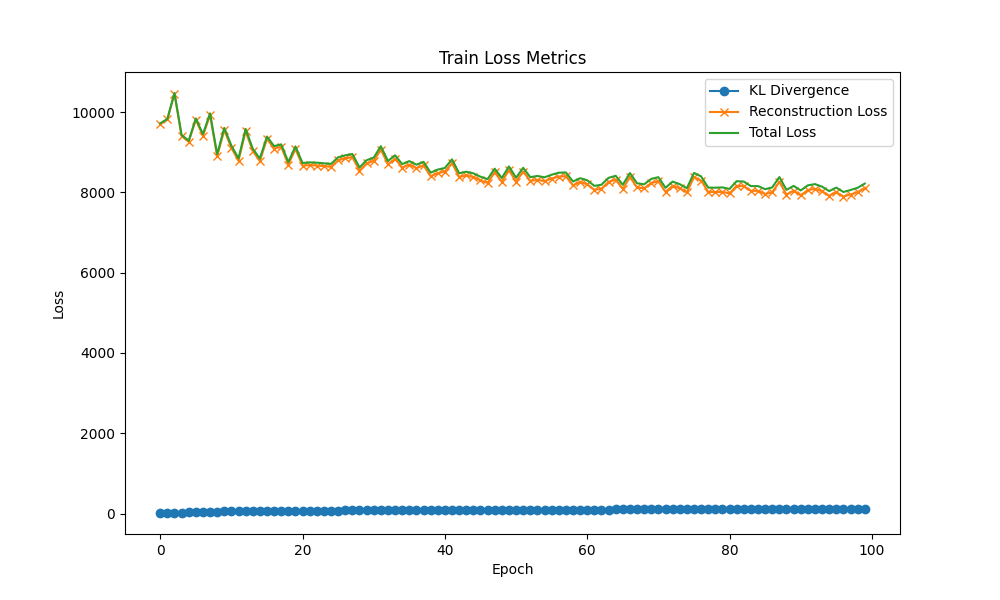 Train Loss Metrics
KL Divergence
Reconstruction Loss
Total Loss
10000
8000
6000
4000
2000
0
Loss
0 20 40 60 80 100
Epoch